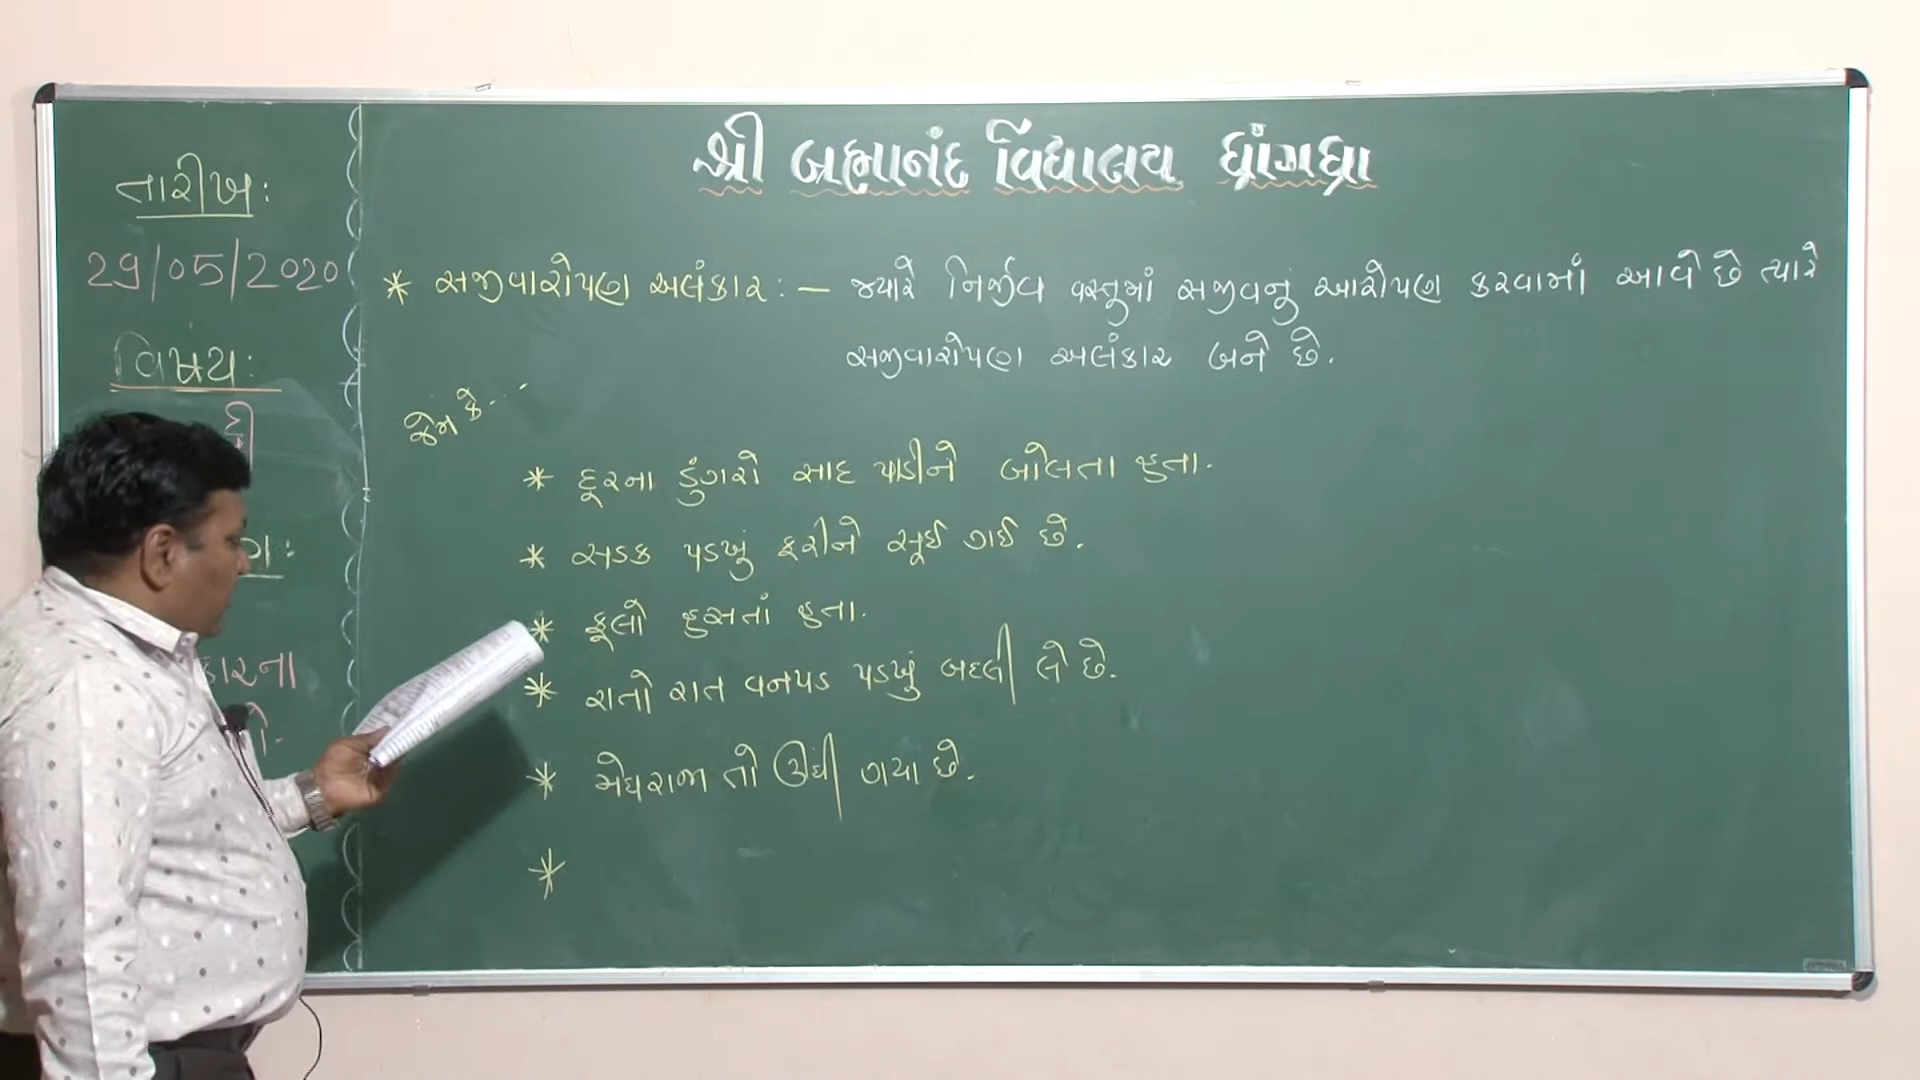 શ્રી બ્રહ્માનંદ વિદ્યાલય ધ્રાંગધ્રા
તારીખ:
29/05/2020
વિષય:
* સજીવારોપણ અલંકાર: – જ્યારે નિર્જીવ વસ્તુમાં સજીવનું આરોપણ કરવામાં આવે છે ત્યારે
સજીવારોપણ અલંકાર બને છે.
જેમ કે...
* દૂરના ડુંગરો સાદ પાડીને બોલતા હતા.
* સડક પડખું ફરીને સૂઈ ગઈ છે.
* ફૂલો હસતાં હતા.
* રાતો રાત વનપડ પડખું બદલી લે છે.
* મેઘરાજા તો ઊંઘી ગયા છે.
*